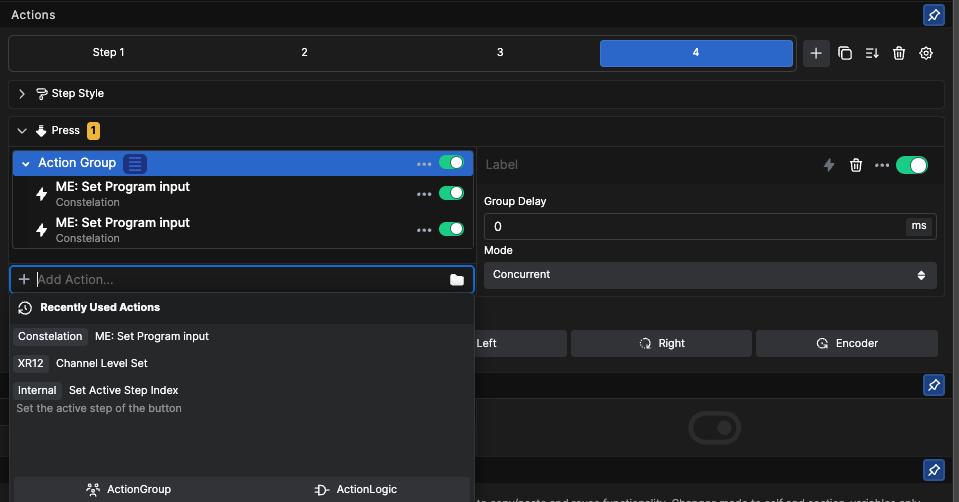 Actions
Step 1 2 3 4
Step Style
Press 1
Action Group
Label
ME: Set Program input
Constelation
Group Delay
ME: Set Program input
Constelation
0 ms
Mode
Add Action...
Concurrent
Recently Used Actions
Constelation ME: Set Program input
Left Right Encoder
XR12 Channel Level Set
Internal Set Active Step Index
Set the active step of the button
ActionGroup ActionLogic